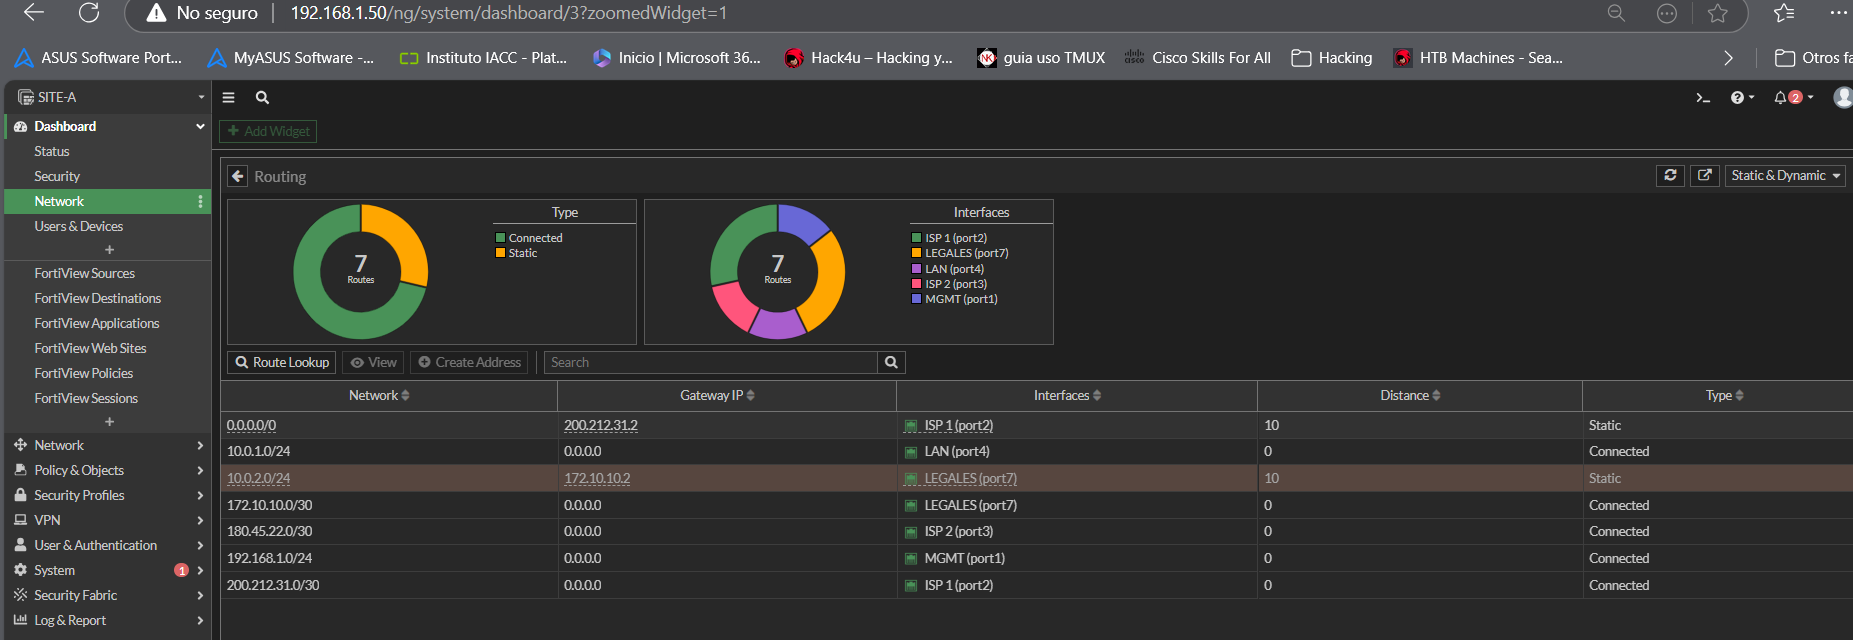 No seguro 192.168.1.50/ng/system/dashboard/3?zoomedWidget=1
ASUS Software Port... MyASUS Software -... Instituto IACC - Plat... Inicio | Microsoft 36... Hack4u – Hacking y... NK guia uso TMUX cisco Cisco Skills For All Hacking HTB Machines - Sea... Otros fa
SITE-A
Dashboard
Status
Security
Network
Users & Devices
+
FortiView Sources
FortiView Destinations
FortiView Applications
FortiView Web Sites
FortiView Policies
FortiView Sessions
+
Network
Policy & Objects
Security Profiles
VPN
User & Authentication
System 1
Security Fabric
Log & Report
>_ ? 2
+ Add Widget
Routing Static & Dynamic
Type
7
Routes
Connected
Static
Interfaces
7
Routes
ISP 1 (port2)
LEGALES (port7)
LAN (port4)
ISP 2 (port3)
MGMT (port1)
Route Lookup View Create Address Search
Network Gateway IP Interfaces Distance Type
0.0.0.0/0 200.212.31.2 ISP 1 (port2) 10 Static
10.0.1.0/24 0.0.0.0 LAN (port4) 0 Connected
10.0.2.0/24 172.10.10.2 LEGALES (port7) 10 Static
172.10.10.0/30 0.0.0.0 LEGALES (port7) 0 Connected
180.45.22.0/30 0.0.0.0 ISP 2 (port3) 0 Connected
192.168.1.0/24 0.0.0.0 MGMT (port1) 0 Connected
200.212.31.0/30 0.0.0.0 ISP 1 (port2) 0 Connected